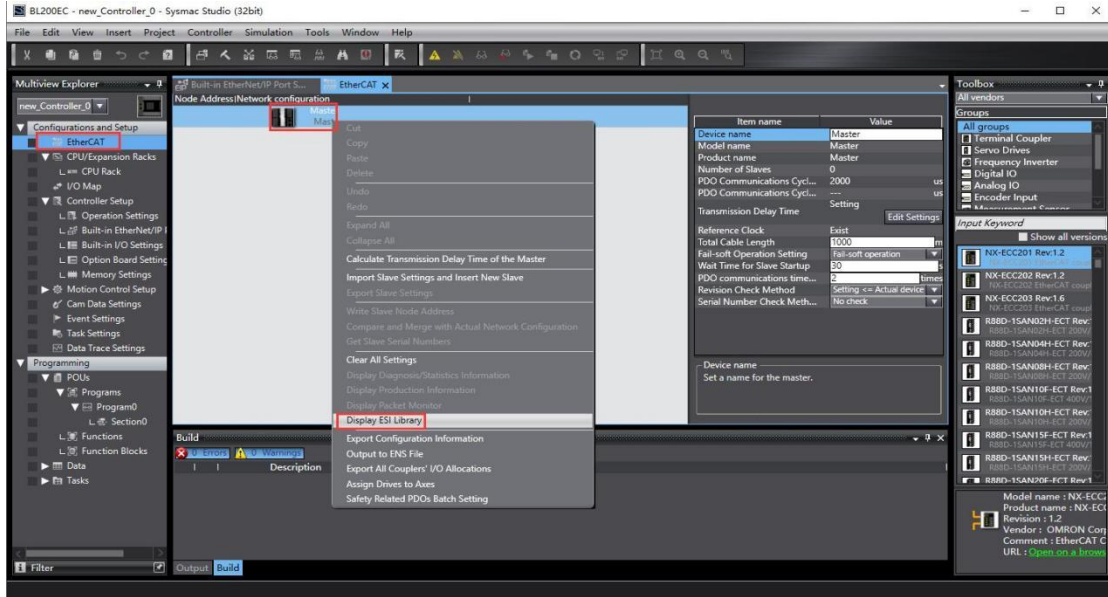 BL200EC - new_Controller_0 - Sysmac Studio (32bit)
File Edit View Insert Project Controller Simulation Tools Window Help
Multiview Explorer
new_Controller_0
Configurations and Setup
EtherCAT
CPU/Expansion Racks
CPU Rack
I/O Map
Controller Setup
Operation Settings
Built-in EtherNet/IP
Built-in I/O Settings
Option Board Setting
Memory Settings
Motion Control Setup
Cam Data Settings
Event Settings
Task Settings
Data Trace Settings
Programming
POUs
Programs
Program0
Section0
Functions
Function Blocks
Data
Tasks
Filter
Built-in EtherNet/IP Port S...
EtherCAT
Node Address|Network configuration
Master
Cut
Copy
Paste
Delete
Undo
Redo
Expand All
Collapse All
Calculate Transmission Delay Time of the Master
Import Slave Settings and Insert New Slave
Export Slave Settings
Write Slave Node Address
Compare and Merge with Actual Network Configuration
Get Slave Serial Numbers
Clear All Settings
Display Diagnosis/Statistics Information
Display Production Information
Display Packet Monitor
Display ESI Library
Export Configuration Information
Output to ENS File
Export All Couplers' I/O Allocations
Assign Drives to Axes
Safety Related PDOs Batch Setting
Item name Value
Device name Master
Model name Master
Product name Master
Number of Slaves 0
PDO Communications Cycl... 2000 us
PDO Communications Cycl... --- us
Transmission Delay Time Setting
Edit Settings
Reference Clock Exist
Total Cable Length 1000 m
Fail-soft Operation Setting Fail-soft operation
Wait Time for Slave Startup 30 s
PDO communications time... 2 times
Revision Check Method Setting <= Actual device
Serial Number Check Meth... No check
Device name
Set a name for the master.
Build
0 Errors 0 Warnings
Description
Output Build
Toolbox
All vendors
Groups
All groups
Terminal Coupler
Servo Drives
Frequency Inverter
Digital IO
Analog IO
Encoder Input
Measurement Sensor
Input Keyword
Show all versions
NX-ECC201 Rev:1.2
NX-ECC202 Rev:1.2
NX-ECC202 EtherCAT coupl
NX-ECC203 Rev:1.6
NX-ECC203 EtherCAT coupl
R88D-1SAN02H-ECT Rev:
R88D-1SAN02H-ECT 200V/
R88D-1SAN04H-ECT Rev:
R88D-1SAN04H-ECT 200V/
R88D-1SAN08H-ECT Rev:
R88D-1SAN08H-ECT 200V/
R88D-1SAN10F-ECT Rev:1
R88D-1SAN10F-ECT 400V/
R88D-1SAN10H-ECT Rev:
R88D-1SAN10H-ECT 200V/
R88D-1SAN15F-ECT Rev:1
R88D-1SAN15F-ECT 400V/
R88D-1SAN15H-ECT Rev:
R88D-1SAN15H-ECT 200V/
R88D-1SAN20F-ECT Rev:1
Model name : NX-ECC2
Product name : NX-ECC
Revision : 1.2
Vendor : OMRON Corp
Comment : EtherCAT C
URL : Open on a brows